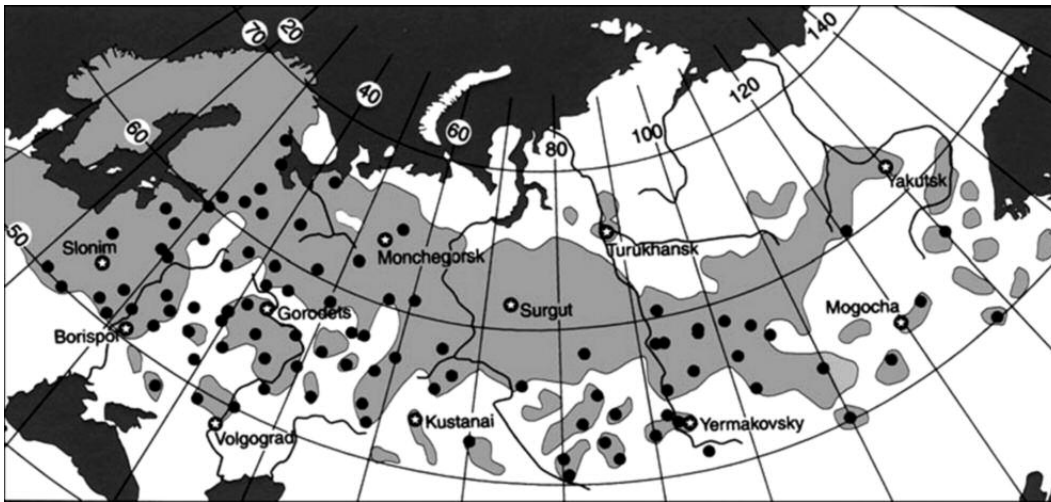 70
20
140
40
120
60
60
80
100
Yakutsk
50
Slonim
Monchegorsk
Turukhansk
Surgut
Mogocha
Gorodets
Borispol
Kustanai
Yermakovsky
Volgograd